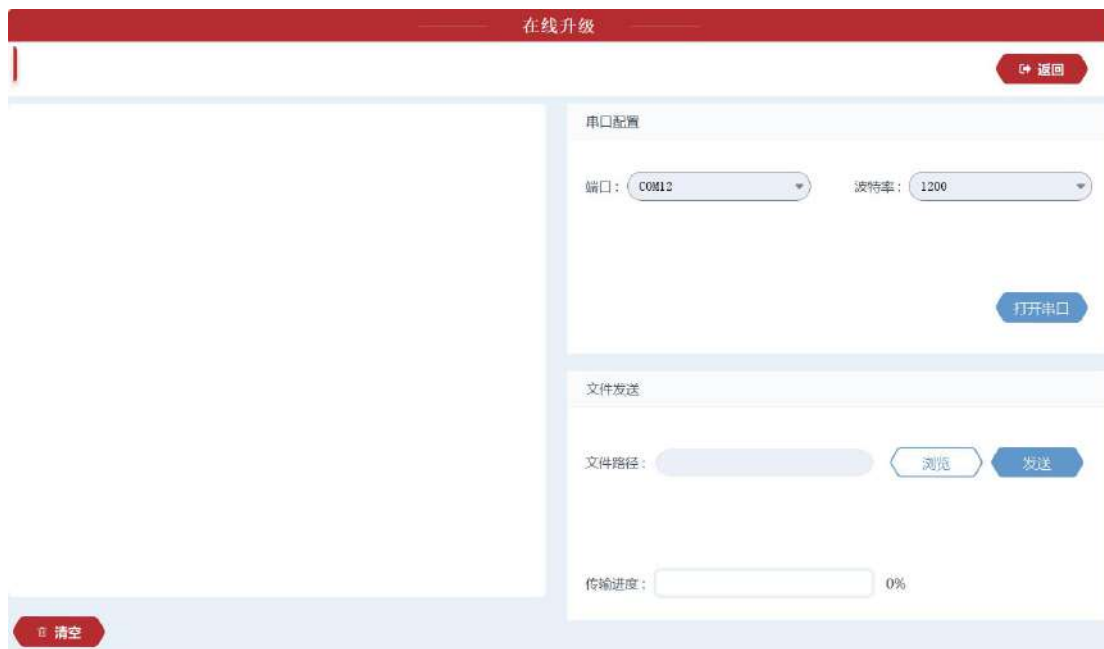 在线升级
返回
串口配置
端口： COM12 波特率： 1200
打开串口
文件发送
文件路径： 浏览 发送
传输进度： 0%
清空